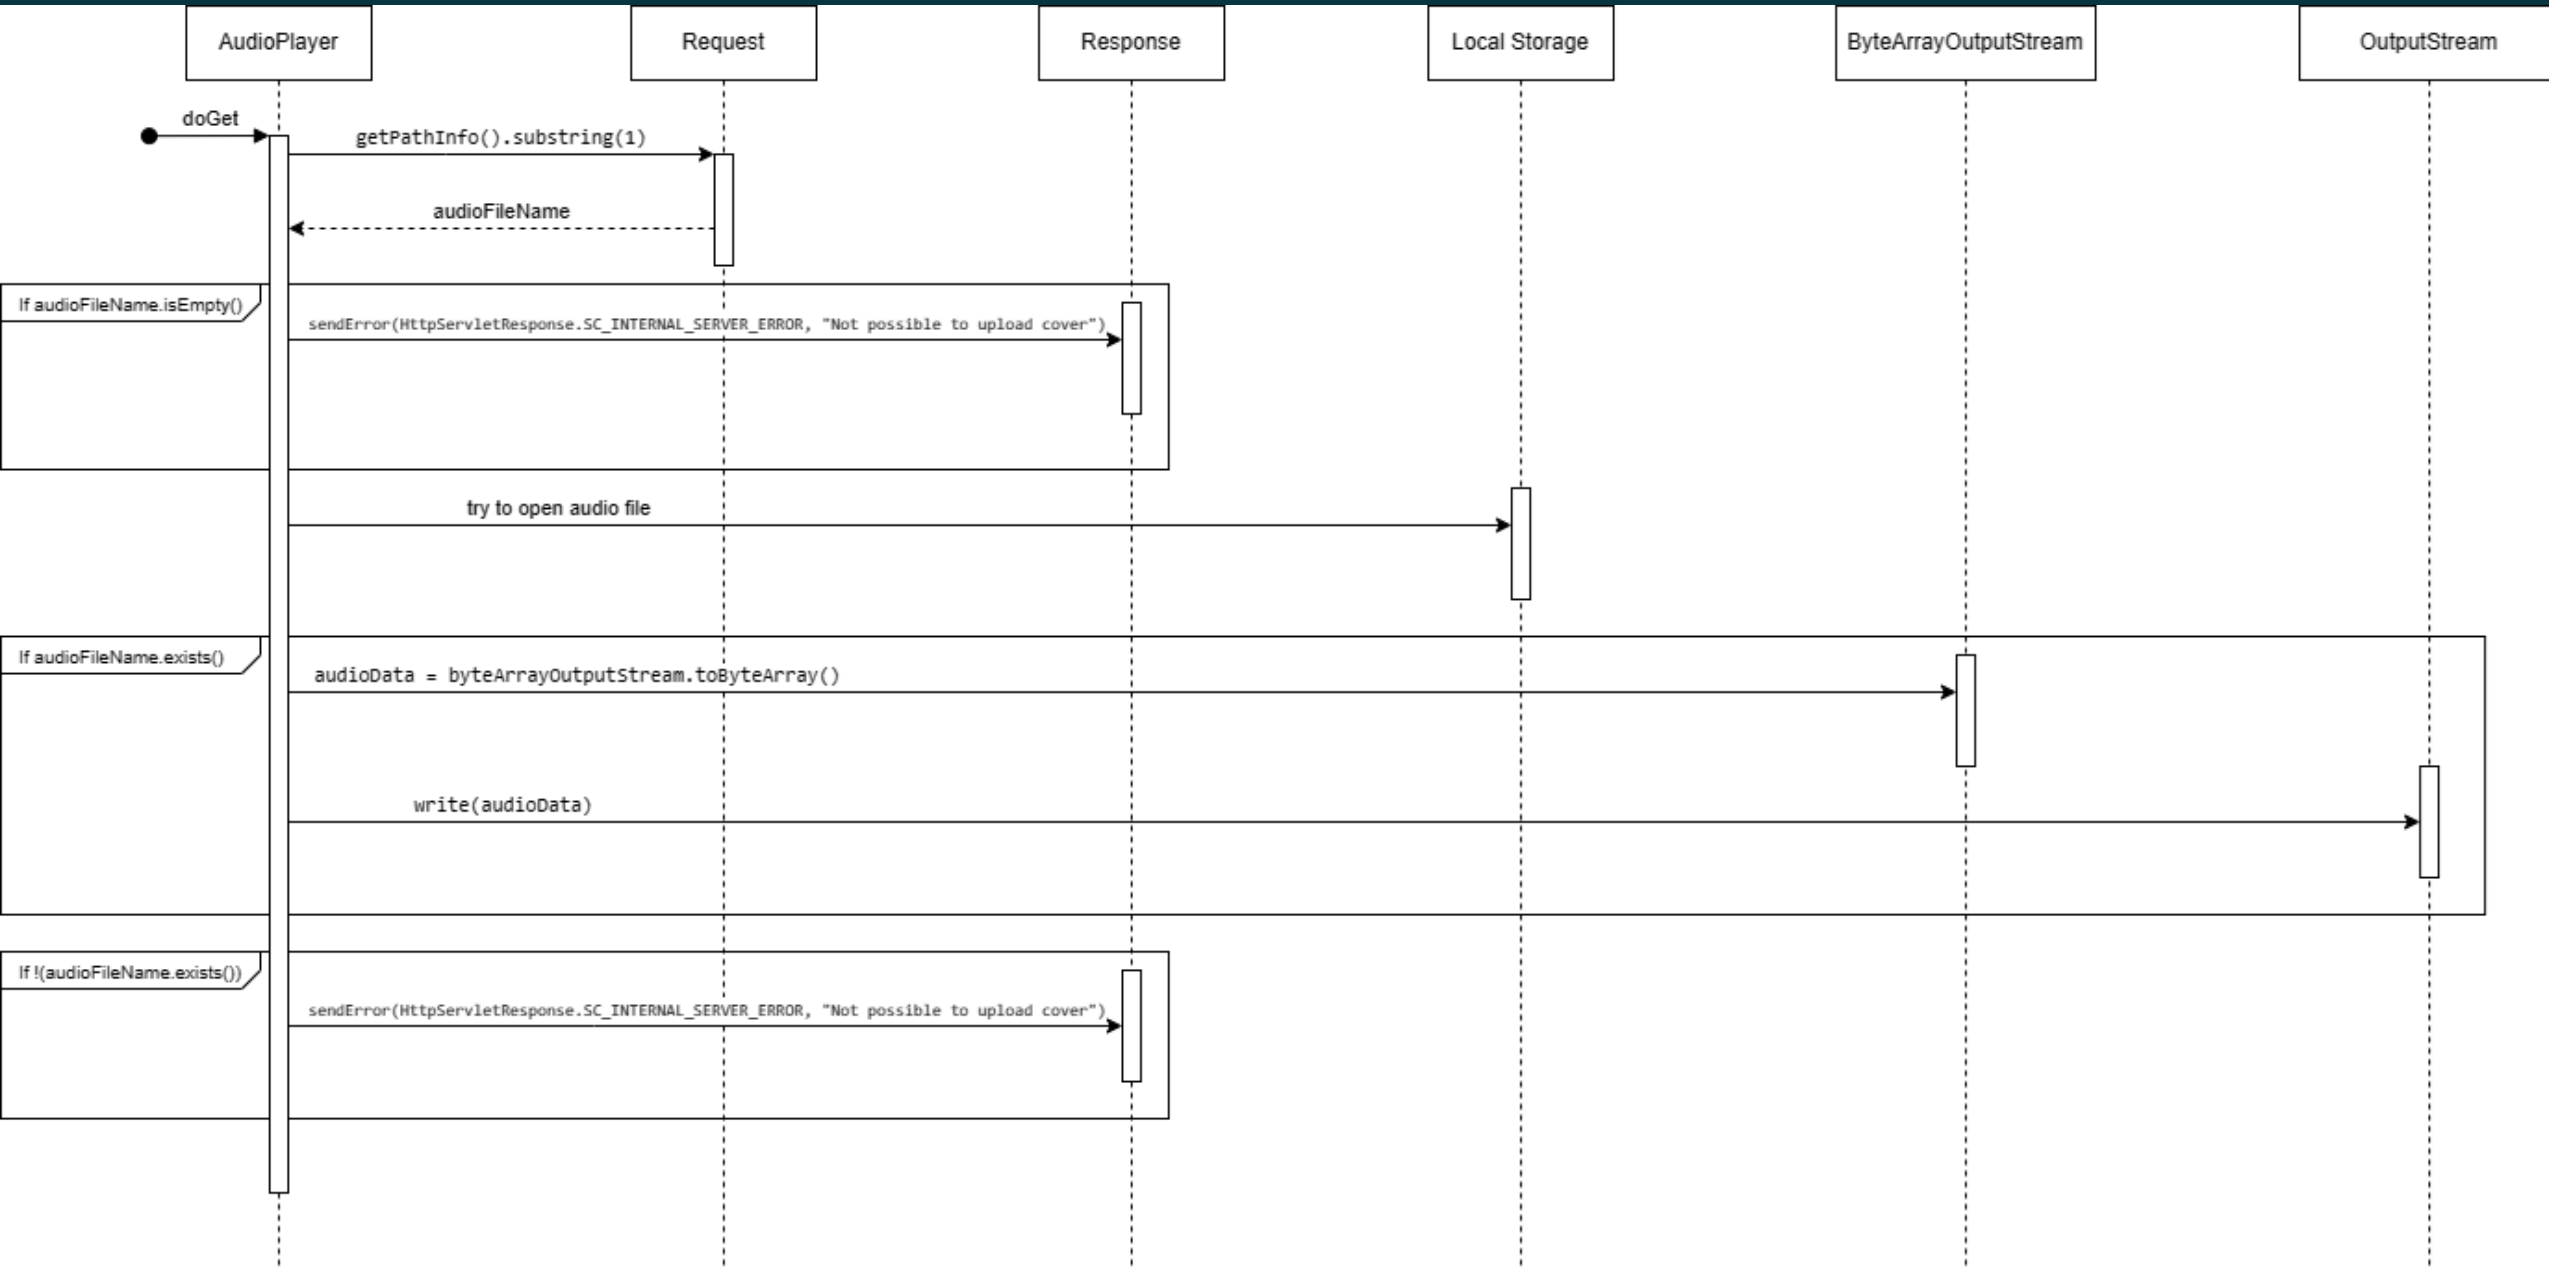 AudioPlayer
Request
Response
Local Storage
ByteArrayOutputStream
OutputStream
doGet
getPathInfo().substring(1)
audioFileName
If audioFileName.isEmpty()
sendError(HttpServletResponse.SC_INTERNAL_SERVER_ERROR, "Not possible to upload cover")
try to open audio file
If audioFileName.exists()
audioData = byteArrayOutputStream.toByteArray()
write(audioData)
If !(audioFileName.exists())
sendError(HttpServletResponse.SC_INTERNAL_SERVER_ERROR, "Not possible to upload cover")